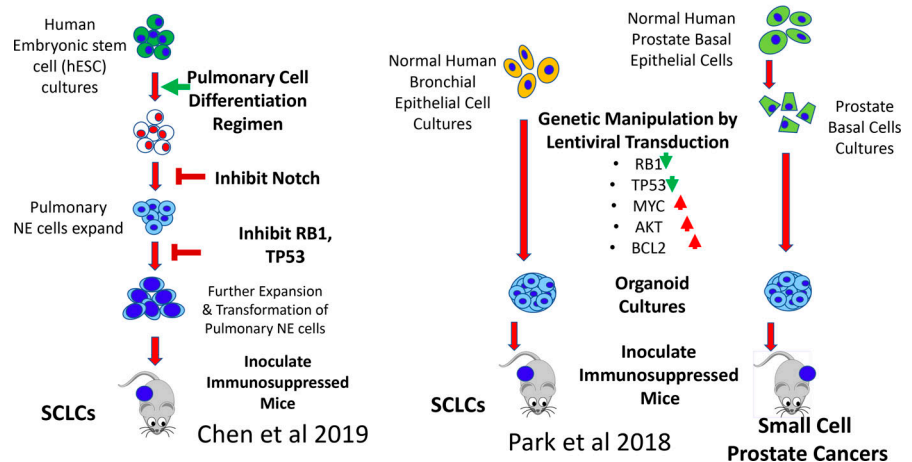 Human
Embryonic stem
cell (hESC)
cultures
Pulmonary Cell
Differentiation
Regimen
Inhibit Notch
Pulmonary
NE cells expand
Inhibit RB1,
TP53
Further Expansion
& Transformation of
Pulmonary NE cells
Inoculate
Immunosuppressed
Mice
SCLCs
Chen et al 2019
Normal Human
Bronchial
Epithelial Cell
Cultures
Normal Human
Prostate Basal
Epithelial Cells
Prostate
Basal Cells
Cultures
Genetic Manipulation by
Lentiviral Transduction
• RB1
• TP53
• MYC
• AKT
• BCL2
Organoid
Cultures
Inoculate
Immunosuppressed
Mice
SCLCs
Park et al 2018
Small Cell
Prostate Cancers